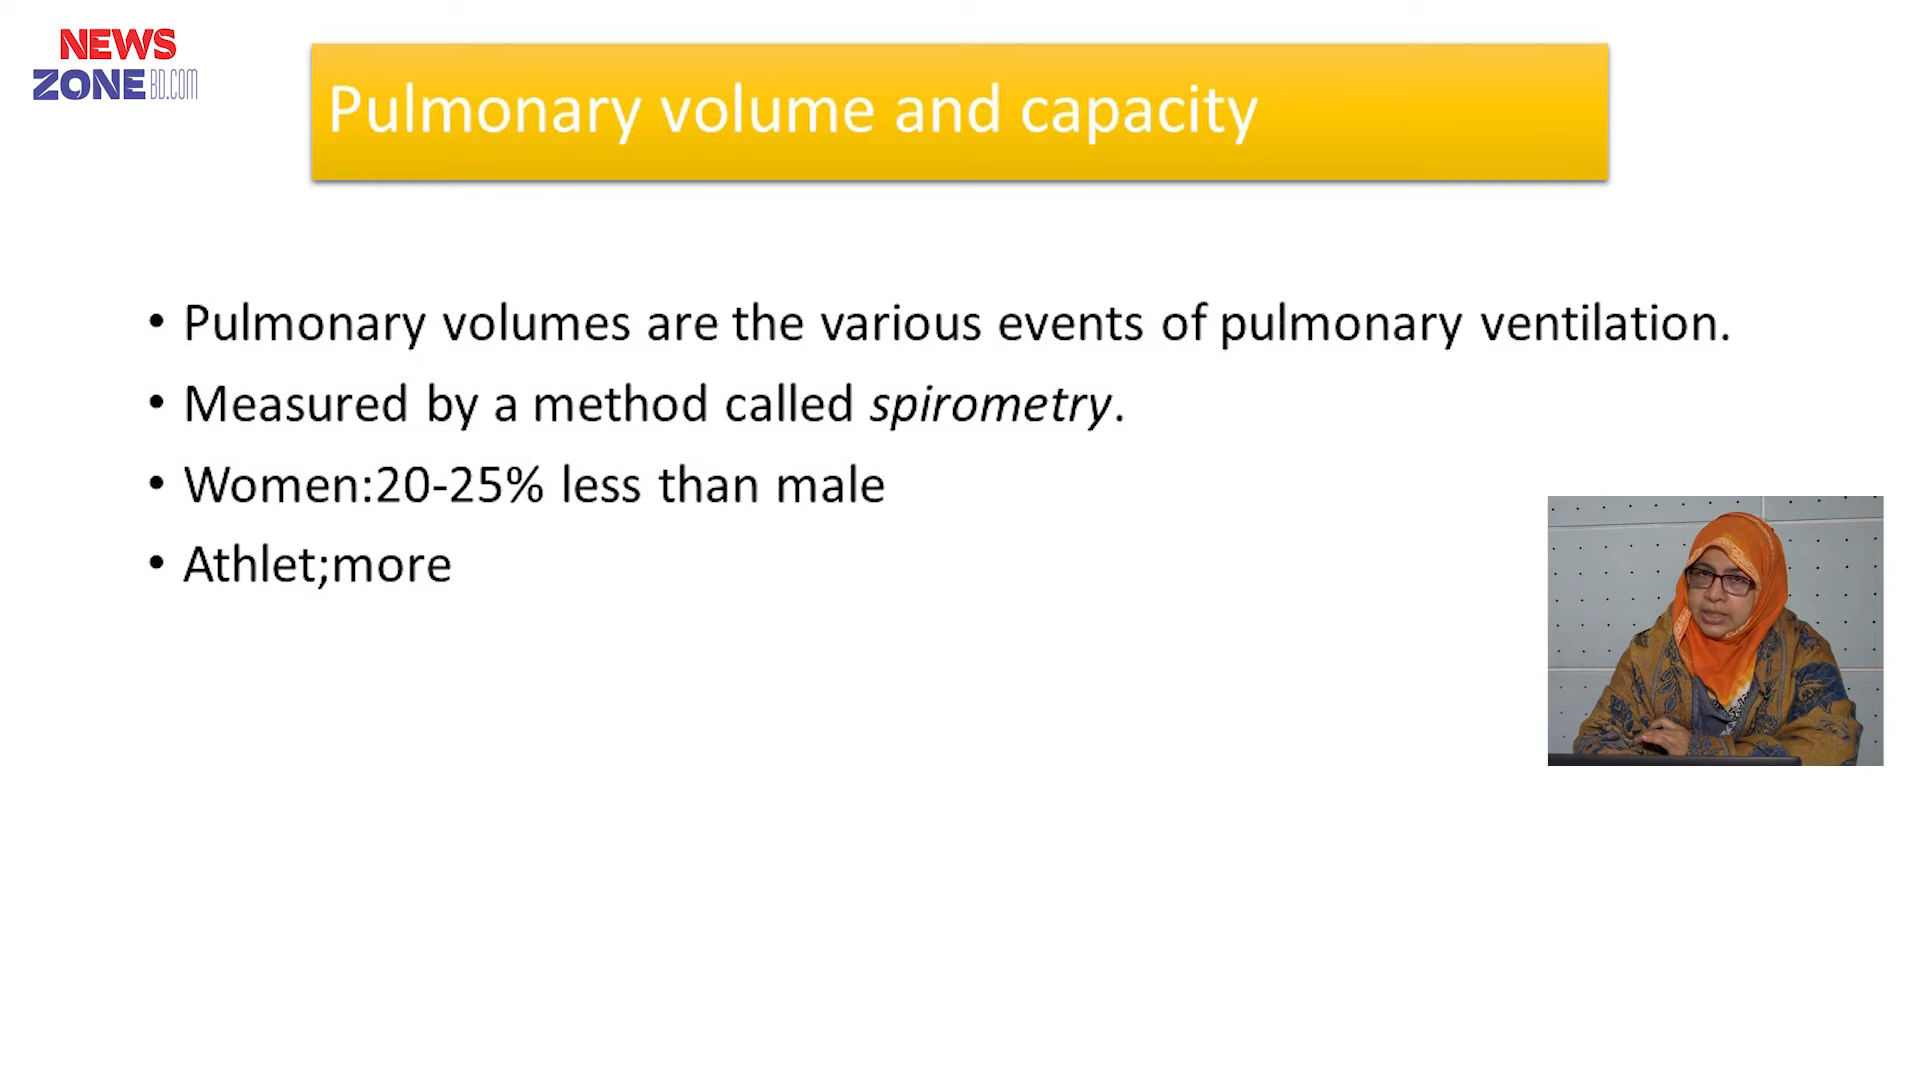 NEWS
ZONE BD.COM
Pulmonary volume and capacity
• Pulmonary volumes are the various events of pulmonary ventilation.
• Measured by a method called spirometry.
• Women:20-25% less than male
• Athlet;more